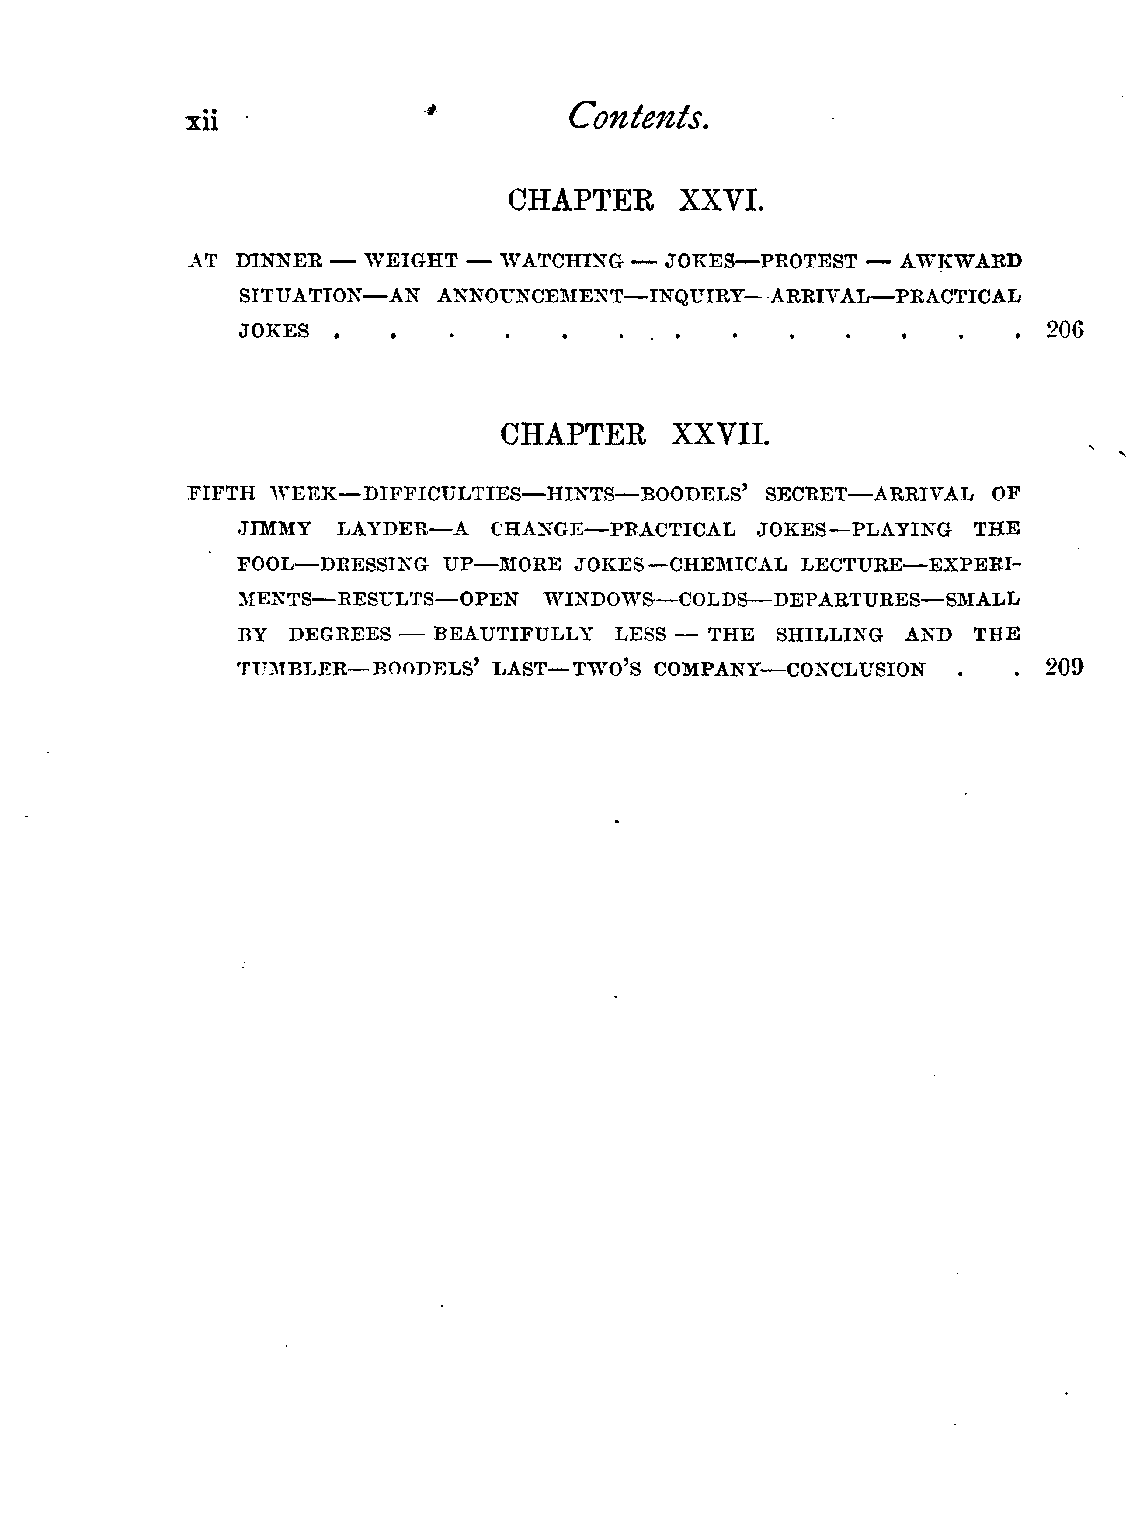 xii Contents.
CHAPTER XXVI.
AT DINNER — WEIGHT — WATCHING — JOKES—PROTEST — AWKWARD
SITUATION—AN ANNOUNCEMENT—INQUIRY—ARRIVAL—PRACTICAL
JOKES . . . . . . . . . . . . . 206
CHAPTER XXVII.
FIFTH WEEK—DIFFICULTIES—HINTS—BOODELS' SECRET—ARRIVAL OF
JIMMY LAYDER—A CHANGE—PRACTICAL JOKES—PLAYING THE
FOOL—DRESSING UP—MORE JOKES—CHEMICAL LECTURE—EXPERI-
MENTS—RESULTS—OPEN WINDOWS—COLDS—DEPARTURES—SMALL
BY DEGREES — BEAUTIFULLY LESS — THE SHILLING AND THE
TUMBLER—BOODELS' LAST—TWO'S COMPANY—CONCLUSION . . 209